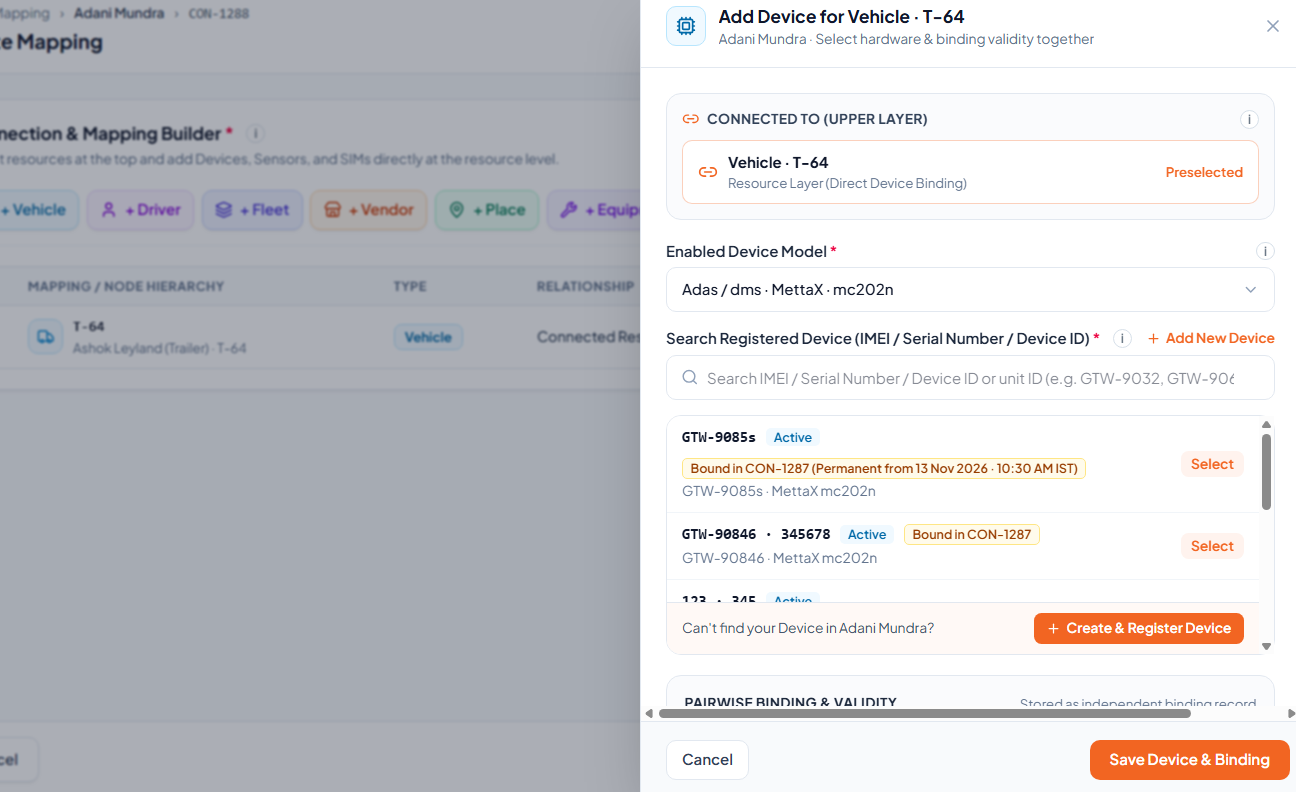 Mapping › Adani Mundra › CON-1288
e Mapping
nection & Mapping Builder *
t resources at the top and add Devices, Sensors, and SIMs directly at the resource level.
+ Vehicle
+ Driver
+ Fleet
+ Vendor
+ Place
+ Equip
MAPPING / NODE HIERARCHY
TYPE
RELATIONSHIP
T-64
Ashok Leyland (Trailer) · T-64
Vehicle
Connected Res
cel
Add Device for Vehicle · T-64
Adani Mundra · Select hardware & binding validity together
CONNECTED TO (UPPER LAYER)
Vehicle · T-64
Resource Layer (Direct Device Binding)
Preselected
Enabled Device Model *
Adas / dms · MettaX · mc202n
Search Registered Device (IMEI / Serial Number / Device ID) *
+ Add New Device
Search IMEI / Serial Number / Device ID or unit ID (e.g. GTW-9032, GTW-906
GTW-9085s Active
Bound in CON-1287 (Permanent from 13 Nov 2026 · 10:30 AM IST)
GTW-9085s · MettaX mc202n
Select
GTW-90846 · 345678 Active Bound in CON-1287
GTW-90846 · MettaX mc202n
Select
123 · 345 Active
Can't find your Device in Adani Mundra?
+ Create & Register Device
PAIRWISE BINDING & VALIDITY
Stored as independent binding record
Cancel
Save Device & Binding